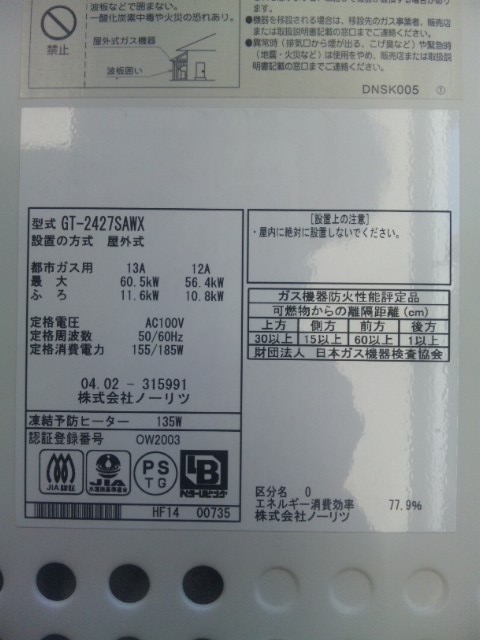 波板などで囲まない。
一酸化炭素中毒や火災の恐れあり。
禁止
屋外式ガス機器
波板囲い
●機器を移設される場合は、移設先のガス事業者、販売店
または取扱説明書記載の窓口までご連絡ください。
●異常時(接気口から煙が出る、こげ臭など)や緊急時
(地震・火災など)は使用をやめ、販売店または取扱説
明書記載の窓口までご連絡ください。
DNSK005 ①
型式 GT-2427SAWX
設置の方式 屋外式
都市ガス用 13A 12A
最大 60.5kW 56.4kW
ふろ 11.6kW 10.8kW
定格電圧 AC100V
定格周波数 50/60Hz
定格消費電力 155/185W
04.02 - 315991
株式会社ノーリツ
凍結予防ヒーター 135W
認証登録番号 OW2003
JIA認証
JIA
PS
TG
HF14 00735
[設置上の注意]
・屋内に絶対に設置しないでください。
ガス機器防火性能評定品
可燃物からの離隔距離(cm)
上方 側方 前方 後方
30以上 15以上 60以上 1以上
財団法人 日本ガス機器検査協会
区分名 0
エネルギー消費効率 77.9%
株式会社ノーリツ